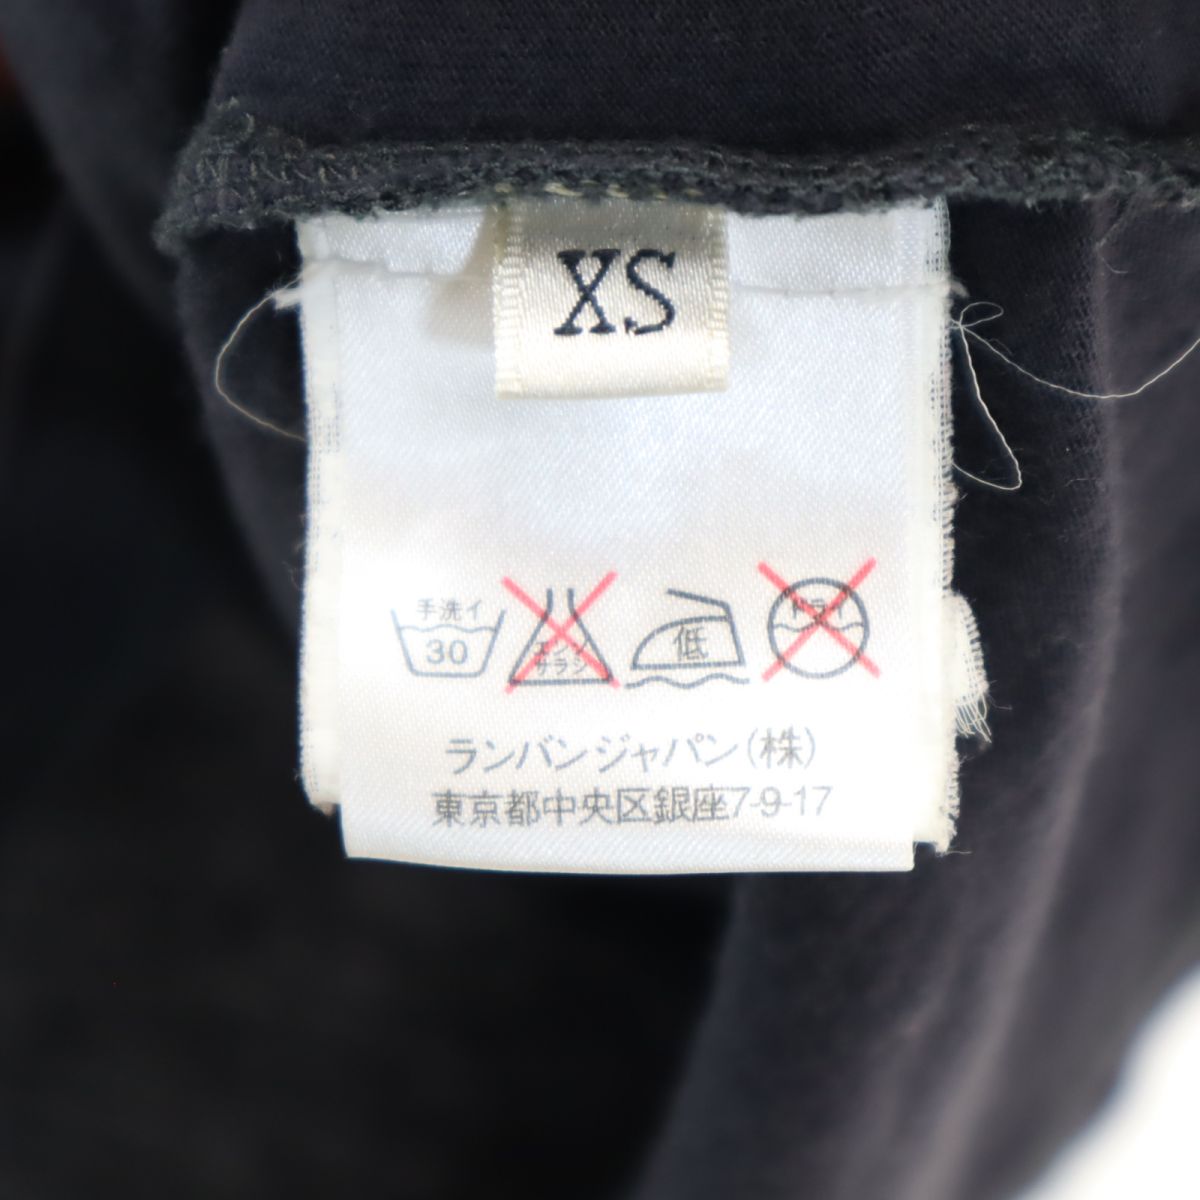 XS
手洗イ
30
エンソ
サラシ
低
ドライ
ランバンジャパン(株)
東京都中央区銀座7-9-17